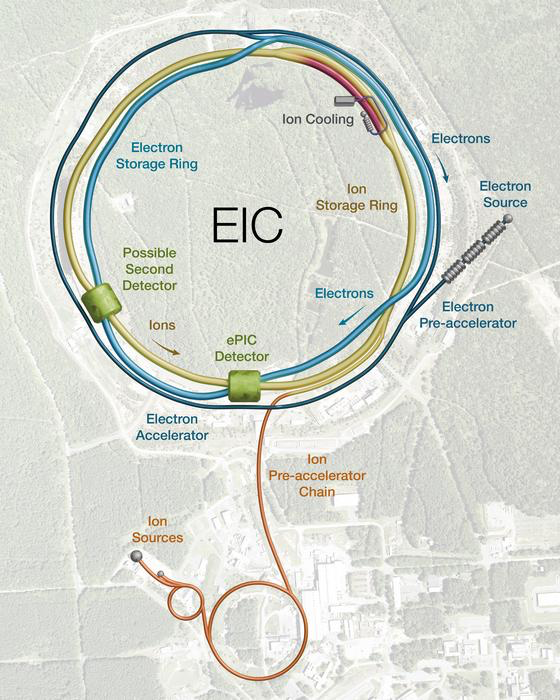 Ion Cooling
Electrons
Electron
Storage Ring
Electron
Source
Ion
Storage Ring
EIC
Possible
Second
Detector
Electrons
Electron
Pre-accelerator
Ions
ePIC
Detector
Electron
Accelerator
Ion
Pre-accelerator
Chain
Ion
Sources